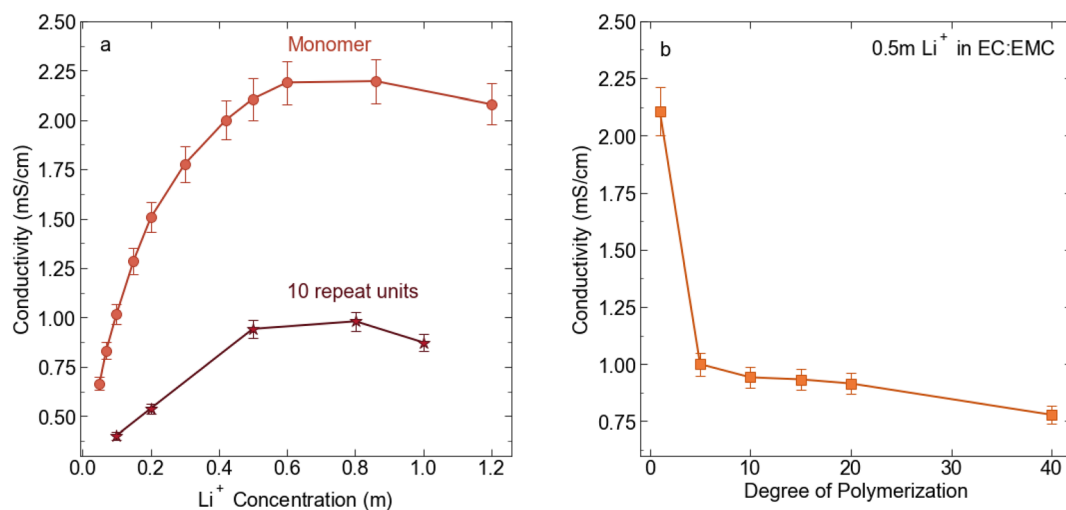 a
Monomer
10 repeat units
2.50
2.25
2.00
1.75
1.50
1.25
1.00
0.75
0.50
Conductivity (mS/cm)
0.0 0.2 0.4 0.6 0.8 1.0 1.2
Li⁺ Concentration (m)
b
0.5m Li⁺ in EC:EMC
2.50
2.25
2.00
1.75
1.50
1.25
1.00
0.75
Conductivity (mS/cm)
0 10 20 30 40
Degree of Polymerization